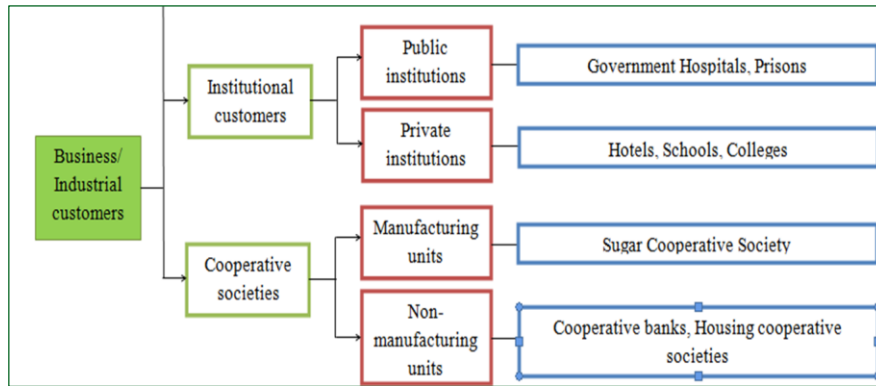 Business/
Industrial
customers
Institutional
customers
Public
institutions
Government Hospitals, Prisons
Private
institutions
Hotels, Schools, Colleges
Cooperative
societies
Manufacturing
units
Sugar Cooperative Society
Non-
manufacturing
units
Cooperative banks, Housing cooperative
societies